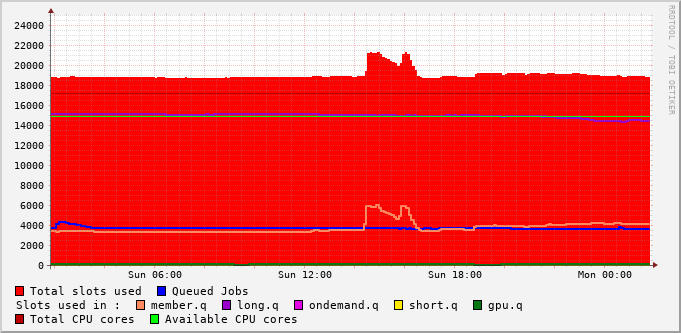 RRDTOOL / TOBI OETIKER
24000
22000
20000
18000
16000
14000
12000
10000
8000
6000
4000
2000
0
Sun 06:00 Sun 12:00 Sun 18:00 Mon 00:00
Total slots used Queued Jobs
Slots used in : member.q long.q ondemand.q short.q gpu.q
Total CPU cores Available CPU cores